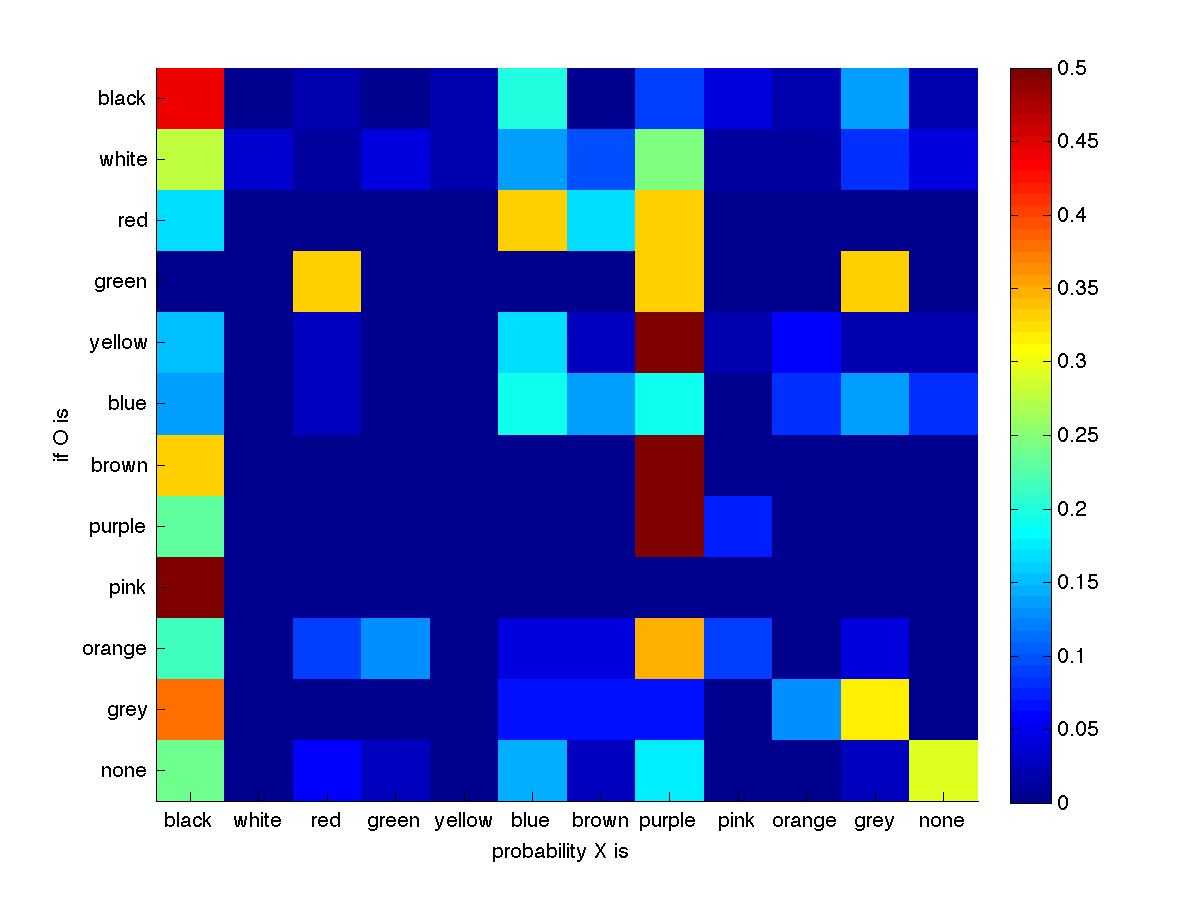 black
white
red
green
yellow
blue
brown
purple
pink
orange
grey
none
if O is
black white red green yellow blue brown purple pink orange grey none
probability X is
0.5
0.45
0.4
0.35
0.3
0.25
0.2
0.15
0.1
0.05
0